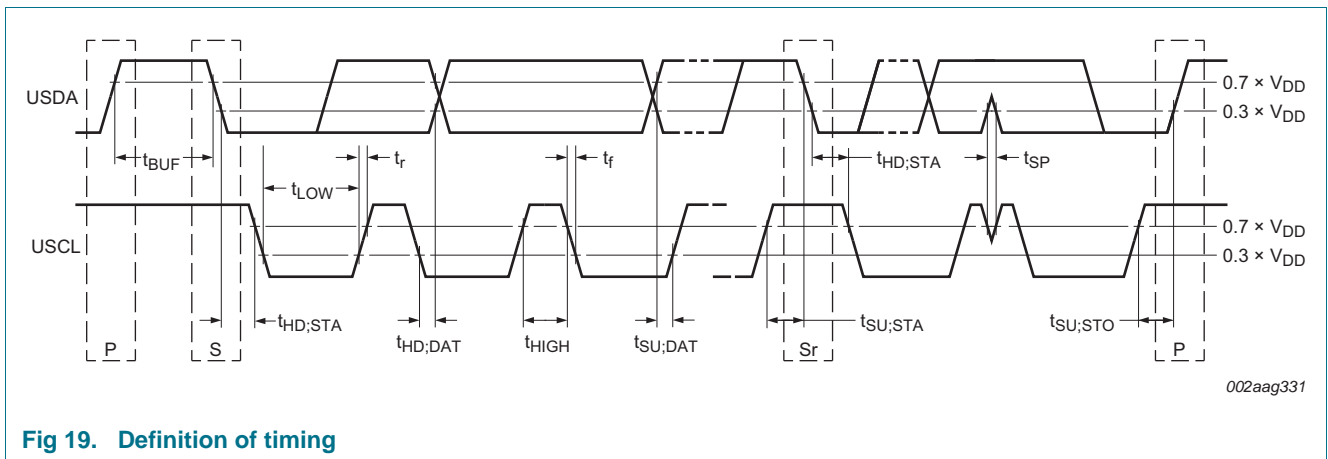 USDA
0.7 × VDD
0.3 × VDD
tBUF
tLOW
tr
tf
tHD;STA
tSP
USCL
0.7 × VDD
0.3 × VDD
tHD;STA
tHD;DAT
tHIGH
tSU;DAT
tSU;STA
tSU;STO
P
S
Sr
P
002aag331
Fig 19. Definition of timing